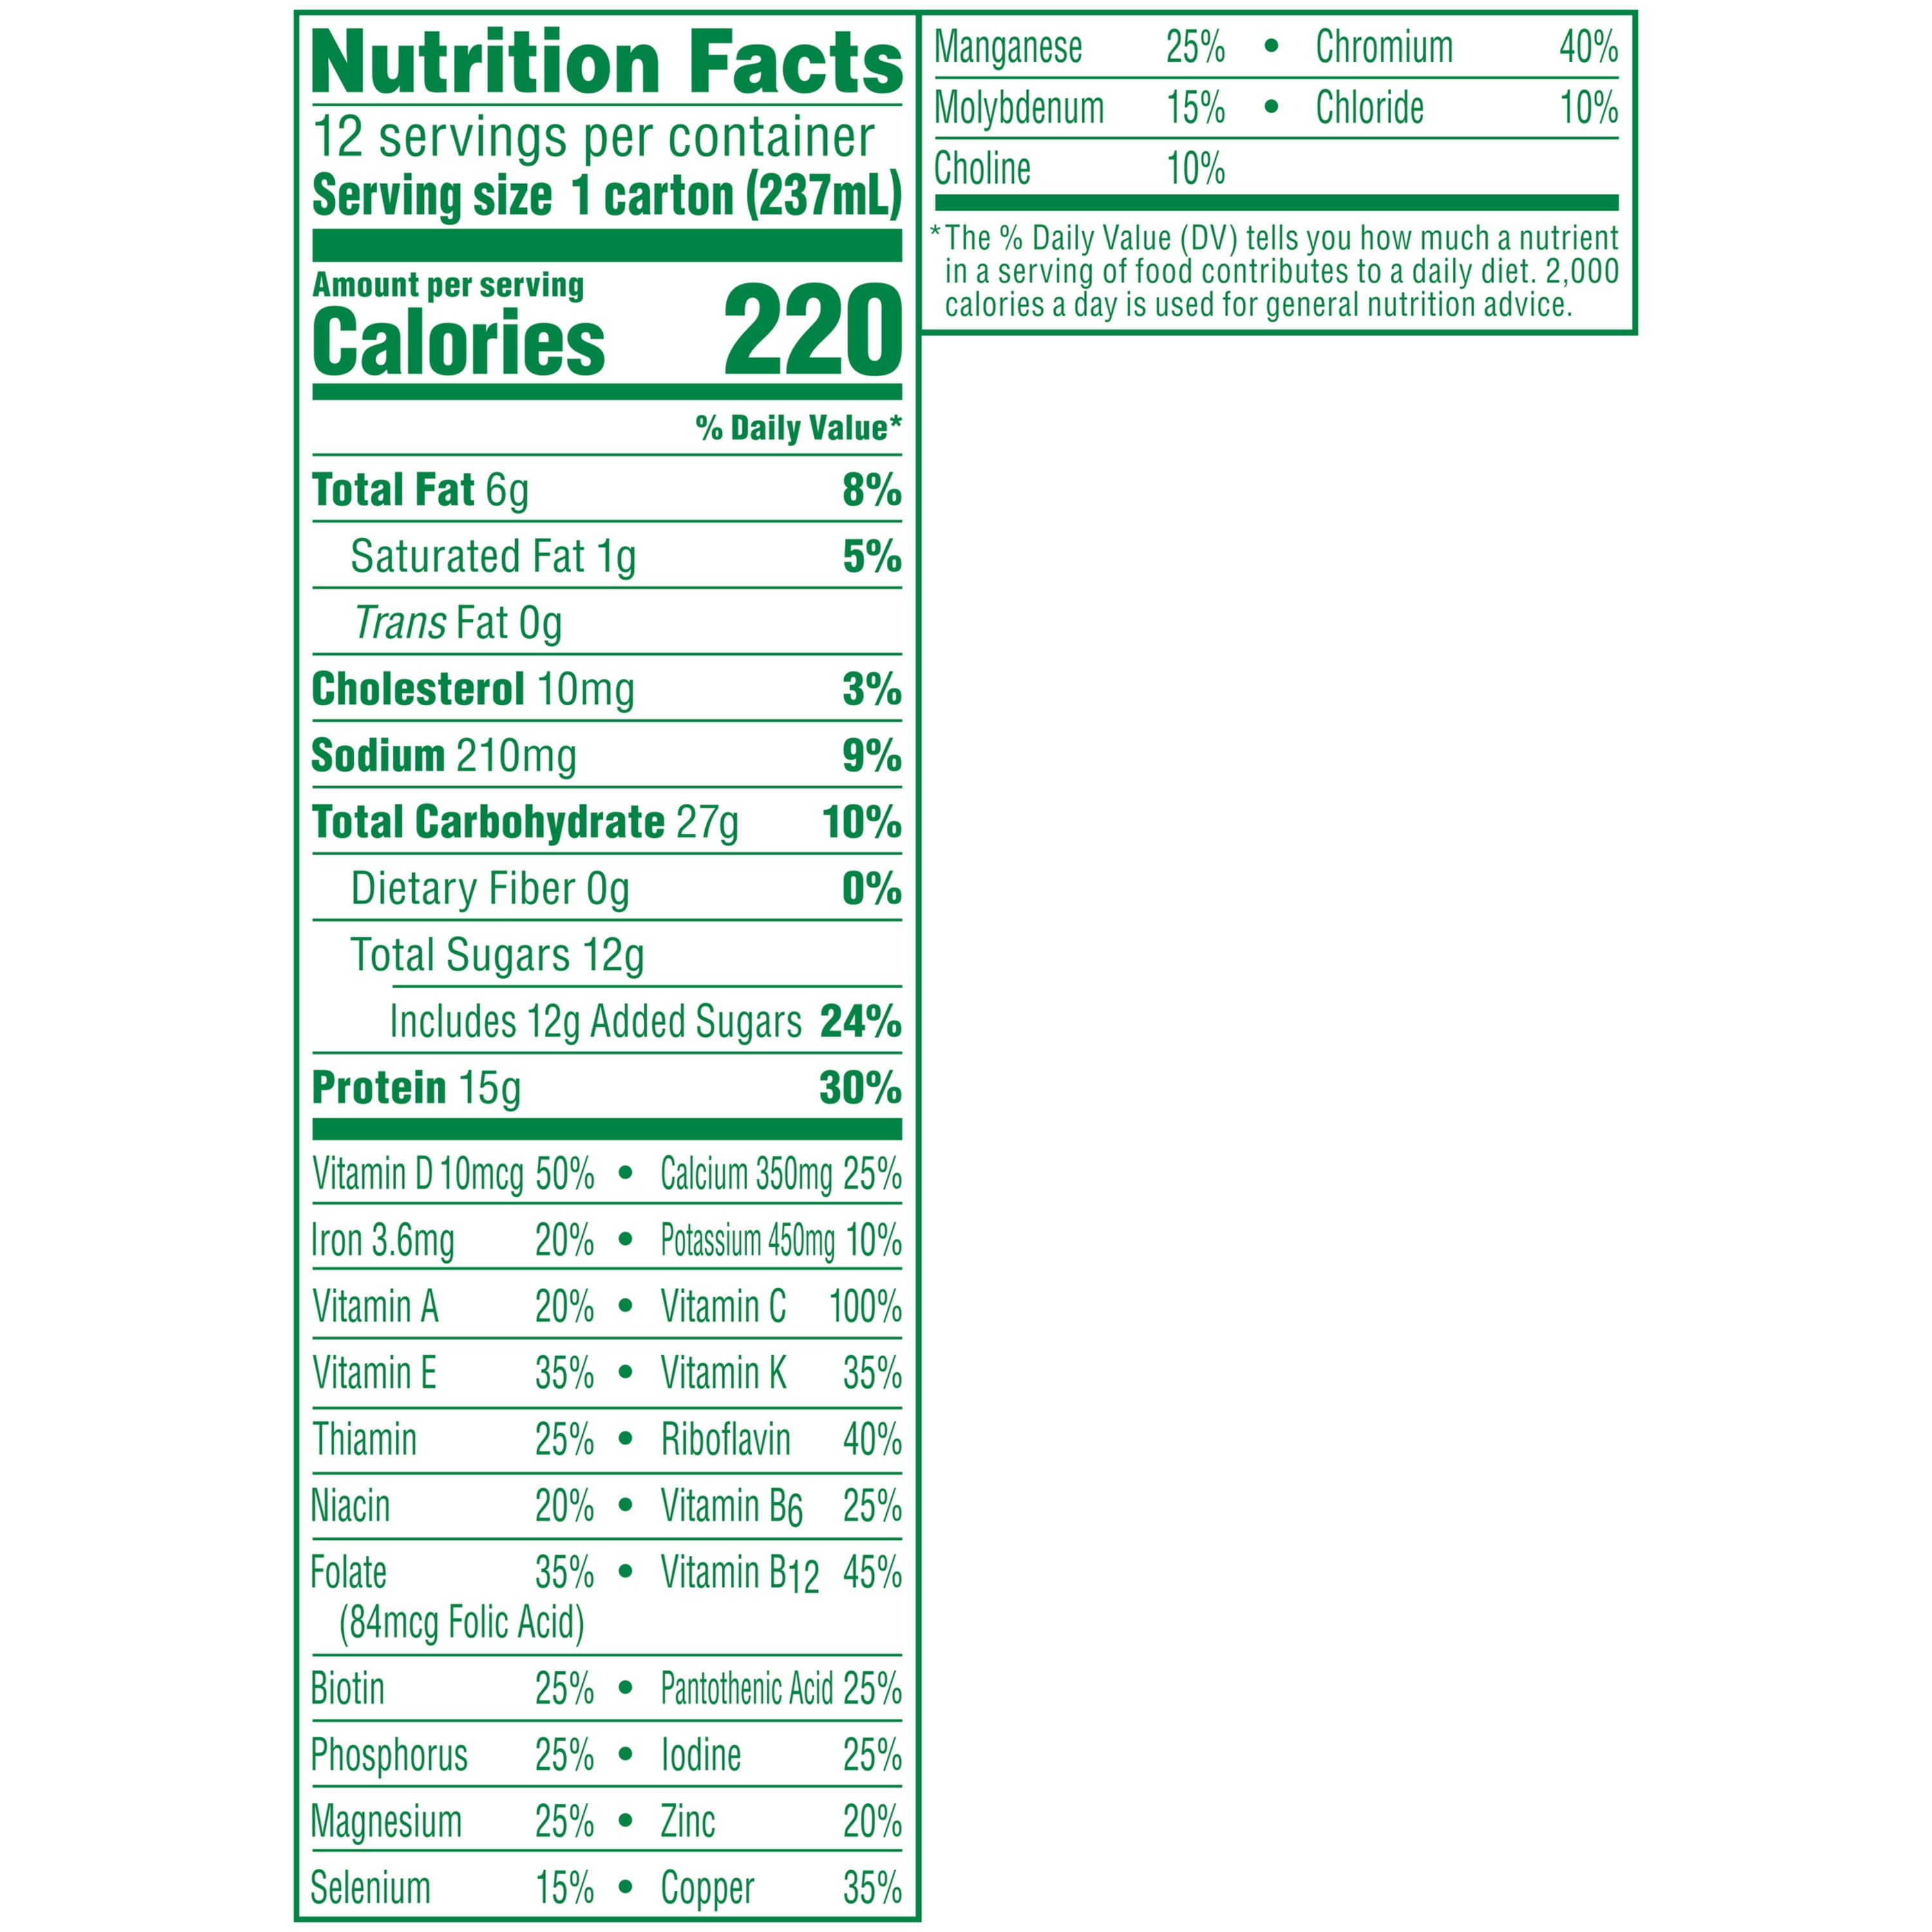 Nutrition Facts
12 servings per container
Serving size 1 carton (237mL)
Amount per serving
Calories 220
% Daily Value*
Total Fat 6g 8%
Saturated Fat 1g 5%
Trans Fat 0g
Cholesterol 10mg 3%
Sodium 210mg 9%
Total Carbohydrate 27g 10%
Dietary Fiber 0g 0%
Total Sugars 12g
Includes 12g Added Sugars 24%
Protein 15g 30%
Vitamin D 10mcg 50% • Calcium 350mg 25%
Iron 3.6mg 20% • Potassium 450mg 10%
Vitamin A 20% • Vitamin C 100%
Vitamin E 35% • Vitamin K 35%
Thiamin 25% • Riboflavin 40%
Niacin 20% • Vitamin B6 25%
Folate 35% • Vitamin B12 45%
(84mcg Folic Acid)
Biotin 25% • Pantothenic Acid 25%
Phosphorus 25% • Iodine 25%
Magnesium 25% • Zinc 20%
Selenium 15% • Copper 35%
Manganese 25% • Chromium 40%
Molybdenum 15% • Chloride 10%
Choline 10%
*The % Daily Value (DV) tells you how much a nutrient
in a serving of food contributes to a daily diet. 2,000
calories a day is used for general nutrition advice.